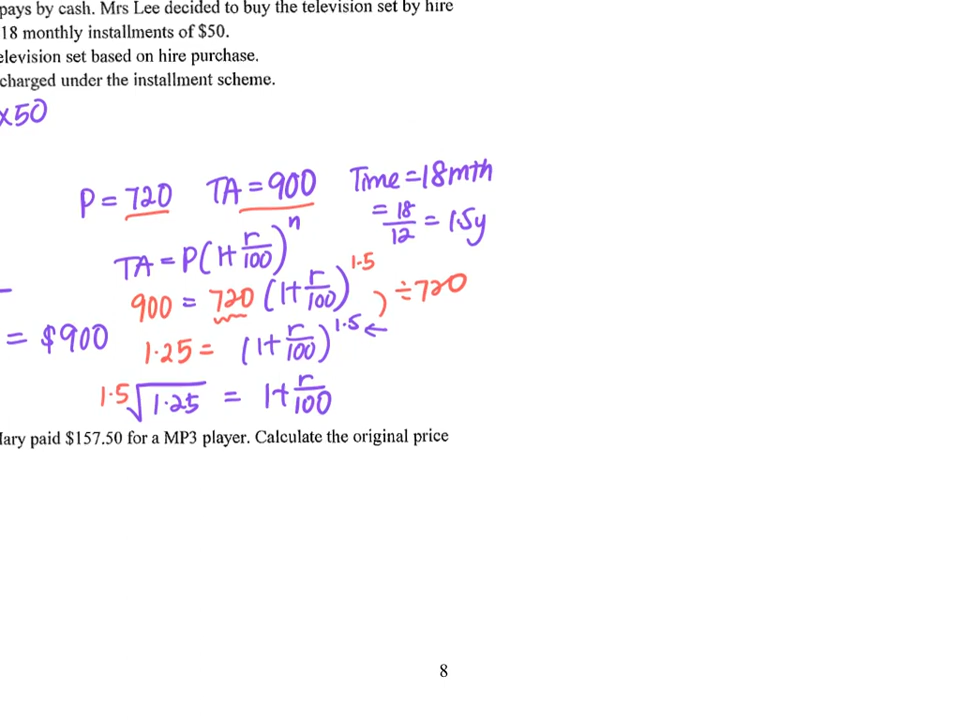 pays by cash. Mrs Lee decided to buy the television set by hire
18 monthly installments of $50.
elevision set based on hire purchase.
charged under the installment scheme.
×50
P = 720 TA = 900 Time = 18mth
= 18/12 = 1.5y
TA = P(1+r/100)^n
900 = 720 (1+r/100)^1.5 ) ÷720
= $900 1.25 = (1+r/100)^1.5 ←
1.5√1.25 = 1+r/100
Mary paid $157.50 for a MP3 player. Calculate the original price
8